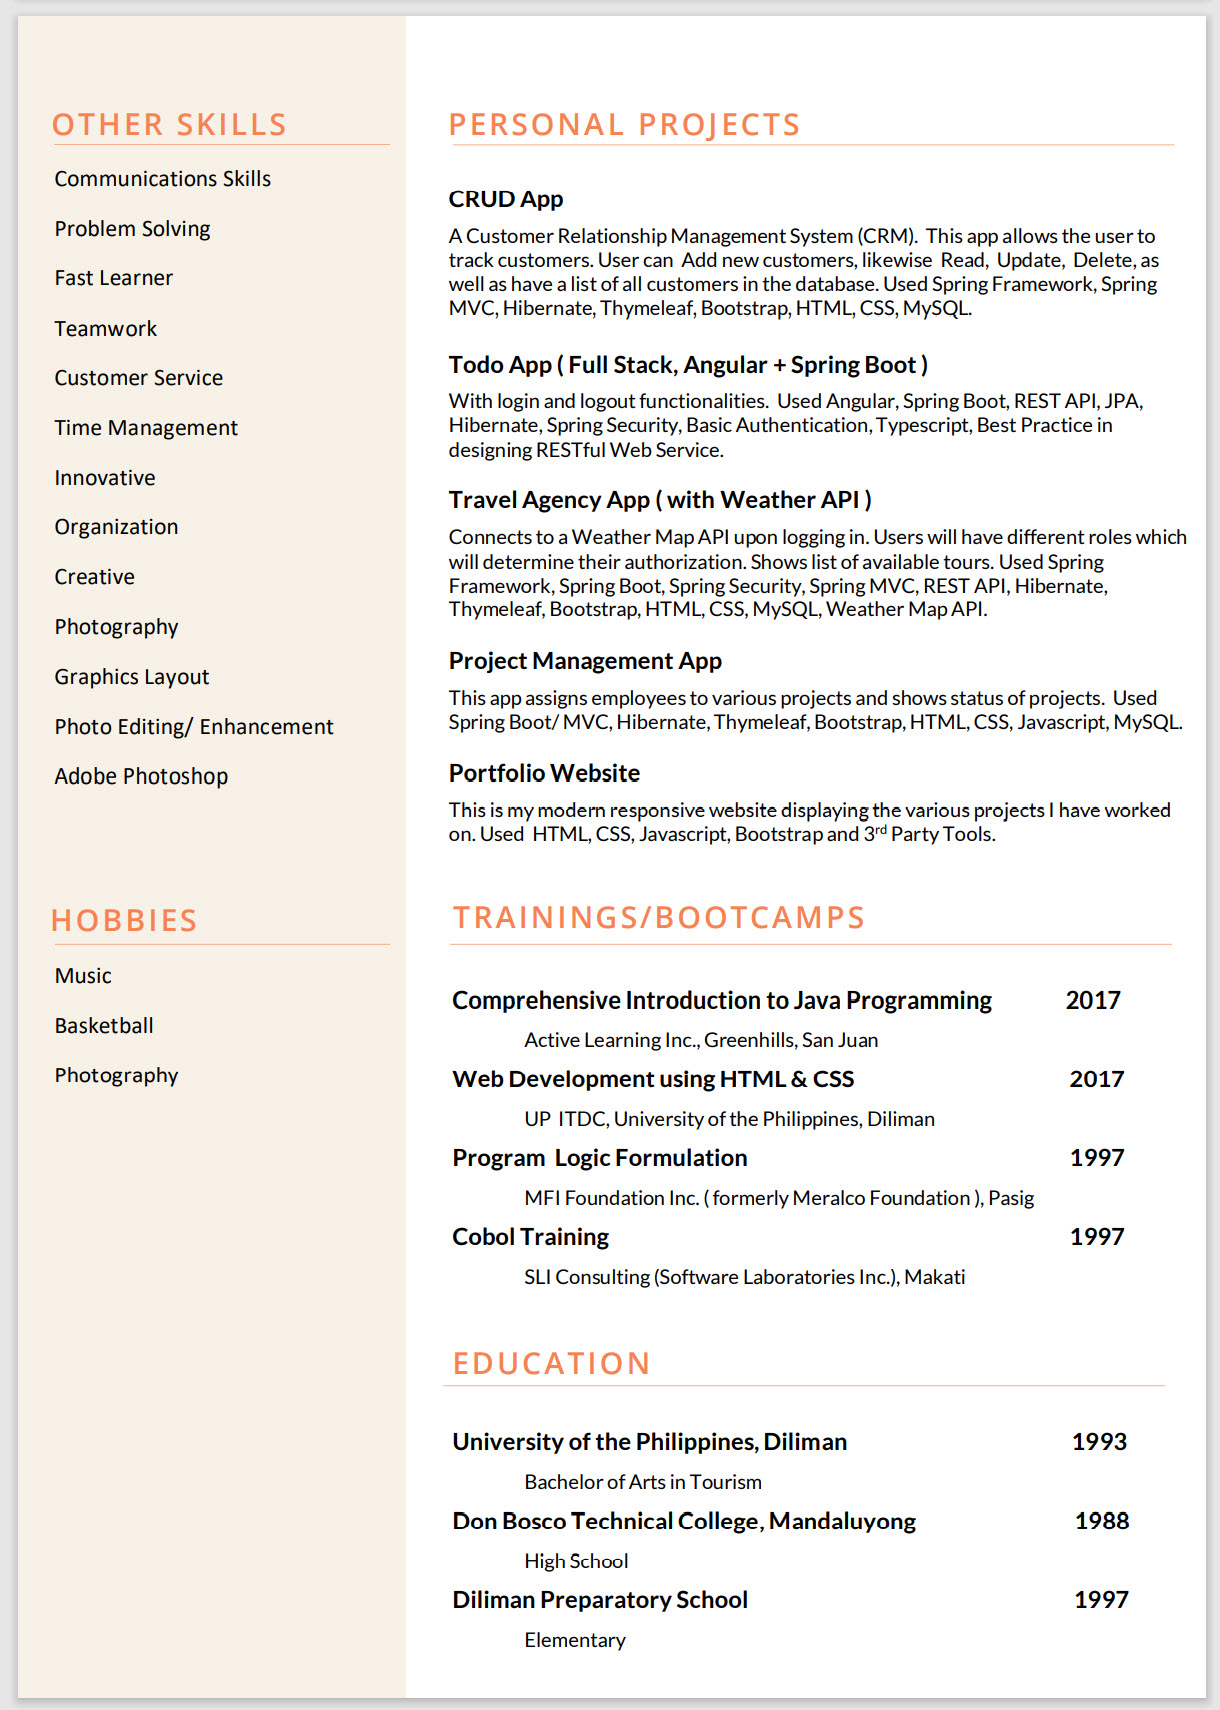 OTHER SKILLS
Communications Skills
Problem Solving
Fast Learner
Teamwork
Customer Service
Time Management
Innovative
Organization
Creative
Photography
Graphics Layout
Photo Editing/ Enhancement
Adobe Photoshop
HOBBIES
Music
Basketball
Photography
PERSONAL PROJECTS
CRUD App
A Customer Relationship Management System (CRM).  This app allows the user to
track customers. User can  Add new customers, likewise  Read,  Update,  Delete, as
well as have a list of all customers in the database. Used Spring Framework, Spring
MVC, Hibernate, Thymeleaf, Bootstrap, HTML, CSS, MySQL.
Todo App ( Full Stack, Angular + Spring Boot )
With login and logout functionalities.  Used Angular, Spring Boot, REST API, JPA,
Hibernate, Spring Security, Basic Authentication, Typescript, Best Practice in
designing RESTful Web Service.
Travel Agency App ( with Weather API )
Connects to a Weather Map API upon logging in. Users will have different roles which
will determine their authorization. Shows list of available tours. Used Spring
Framework, Spring Boot, Spring Security, Spring MVC, REST API, Hibernate,
Thymeleaf, Bootstrap, HTML, CSS, MySQL, Weather Map API.
Project Management App
This app assigns employees to various projects and shows status of projects.  Used
Spring Boot/ MVC, Hibernate, Thymeleaf, Bootstrap, HTML, CSS, Javascript, MySQL.
Portfolio Website
This is my modern responsive website displaying the various projects I have worked
on. Used  HTML, CSS, Javascript, Bootstrap and 3rd Party Tools.
TRAININGS/BOOTCAMPS
Comprehensive Introduction to Java Programming 2017
Active Learning Inc., Greenhills, San Juan
Web Development using HTML & CSS 2017
UP  ITDC, University of the Philippines, Diliman
Program  Logic Formulation 1997
MFI Foundation Inc. ( formerly Meralco Foundation ), Pasig
Cobol Training 1997
SLI Consulting (Software Laboratories Inc.), Makati
EDUCATION
University of the Philippines, Diliman 1993
Bachelor of Arts in Tourism
Don Bosco Technical College, Mandaluyong 1988
High School
Diliman Preparatory School 1997
Elementary